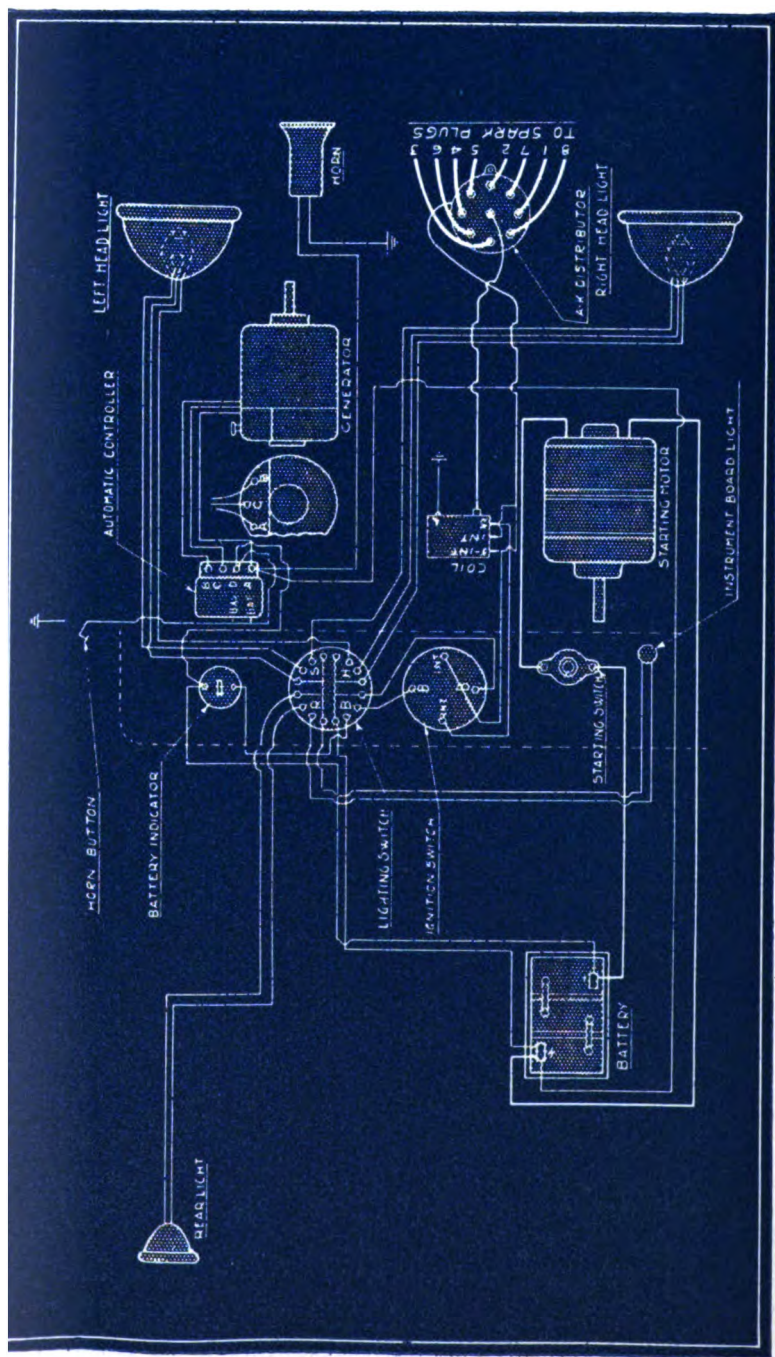 LEFT HEAD LIGHT
HORN
TO SPARK PLUGS
3
6
4
5
2
7
1
8
A-K DISTRIBUTOR
RIGHT HEAD LIGHT
AUTOMATIC CONTROLLER
GENERATOR
B
C
A
B
C
D
A
BAT
COIL
INT
STARTING MOTOR
INSTRUMENT BOARD LIGHT
HORN BUTTON
BATTERY INDICATOR
S
H
R
B
LIGHTING SWITCH
IN
B
B
IGNITION SWITCH
STARTING SWITCH
BATTERY
REAR LIGHT